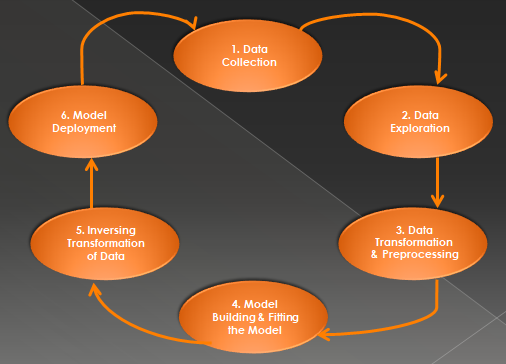 1. Data
Collection
2. Data
Exploration
3. Data
Transformation
& Preprocessing
4. Model
Building & Fitting
the Model
5. Inversing
Transformation
of Data
6. Model
Deployment